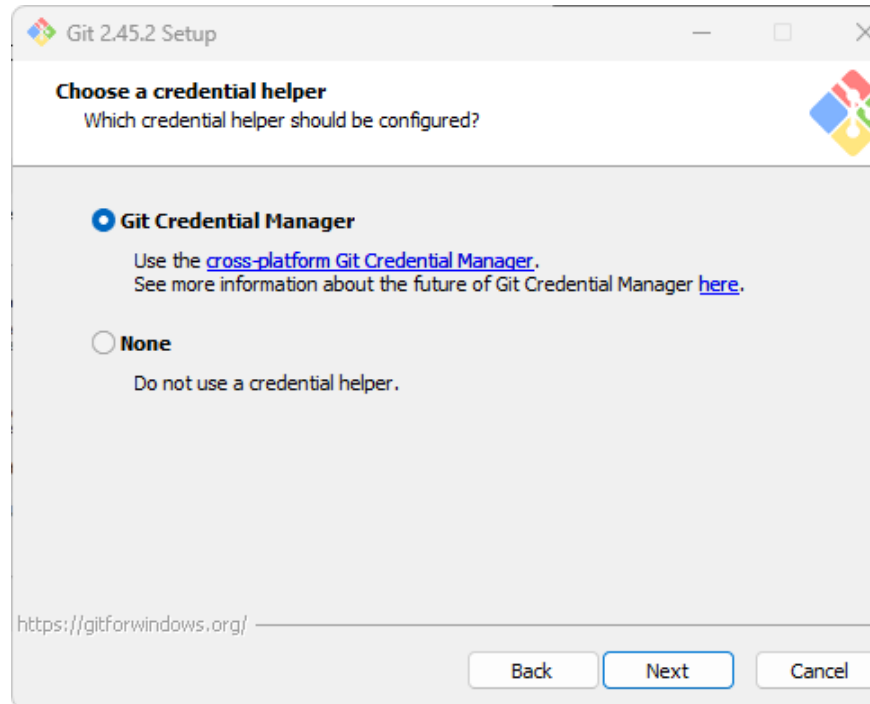 Git 2.45.2 Setup
Choose a credential helper
Which credential helper should be configured?
Git Credential Manager
Use the cross-platform Git Credential Manager.
See more information about the future of Git Credential Manager here.
None
Do not use a credential helper.
https://gitforwindows.org/
Back Next Cancel